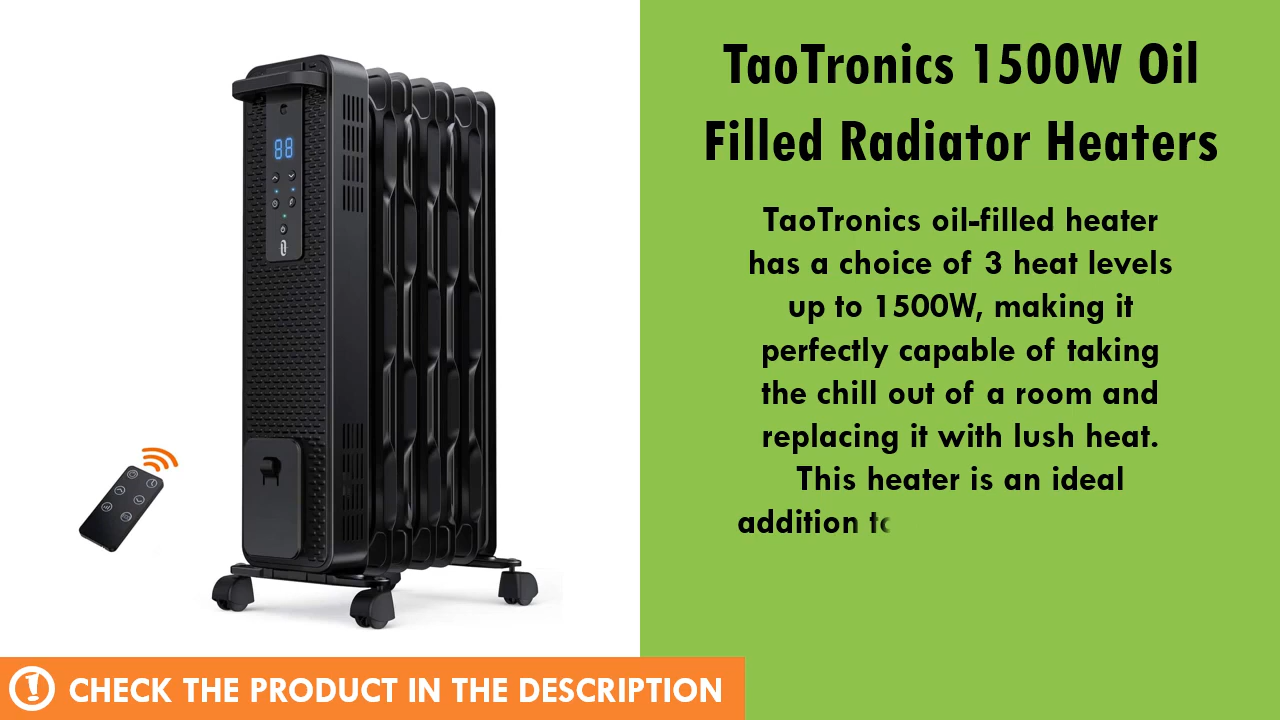 TaoTronics 1500W Oil
Filled Radiator Heaters
TaoTronics oil-filled heater
has a choice of 3 heat levels
up to 1500W, making it
perfectly capable of taking
the chill out of a room and
replacing it with lush heat.
This heater is an ideal
addition
88
CHECK THE PRODUCT IN THE DESCRIPTION